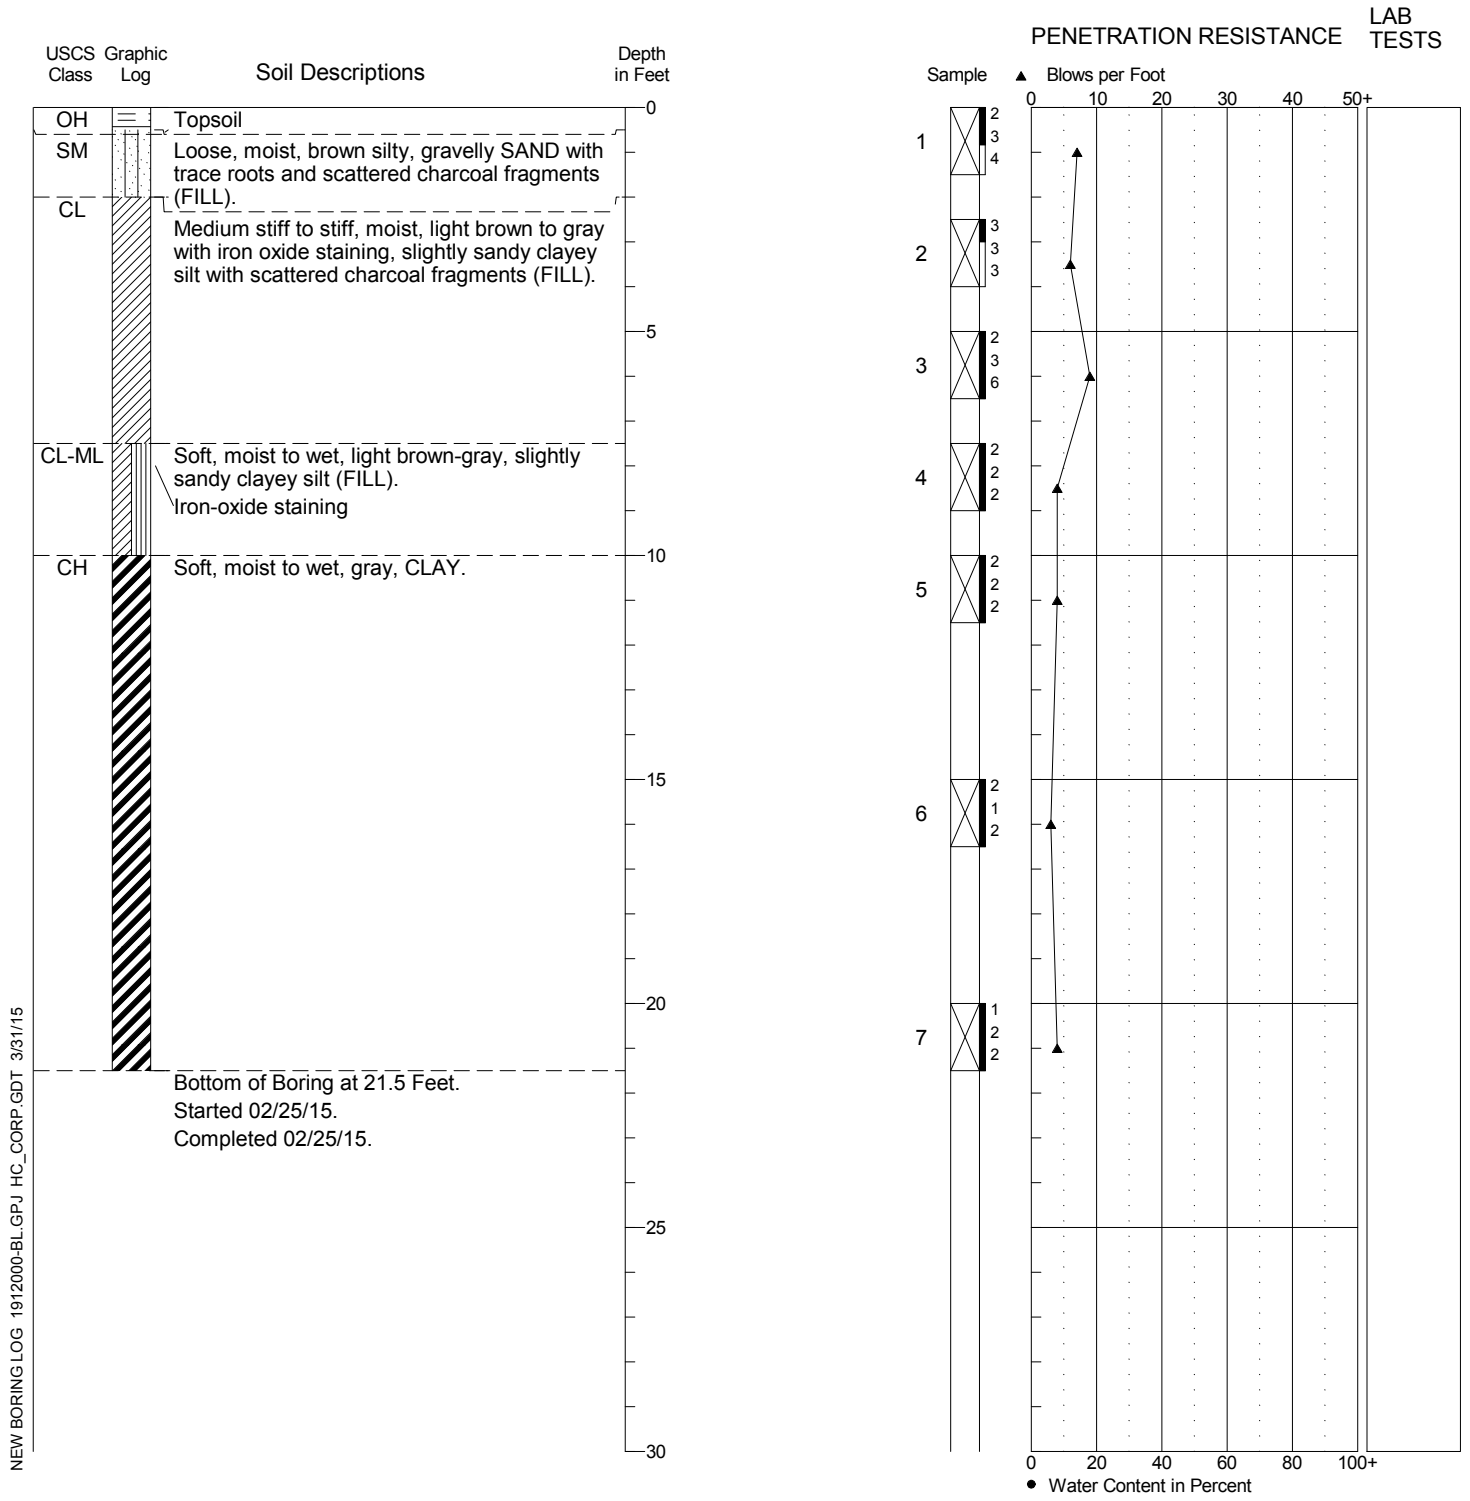 USCS Class
Graphic Log
Soil Descriptions
Depth in Feet
OH
Topsoil
SM
Loose, moist, brown silty, gravelly SAND with
trace roots and scattered charcoal fragments
(FILL).
CL
Medium stiff to stiff, moist, light brown to gray
with iron oxide staining, slightly sandy clayey
silt with scattered charcoal fragments (FILL).
CL-ML
Soft, moist to wet, light brown-gray, slightly
sandy clayey silt (FILL).
Iron-oxide staining
CH
Soft, moist to wet, gray, CLAY.
Bottom of Boring at 21.5 Feet.
Started 02/25/15.
Completed 02/25/15.
0
5
10
15
20
25
30
PENETRATION RESISTANCE
LAB
TESTS
Sample
▲ Blows per Foot
0 10 20 30 40 50+
1
2
3
4
2
3
3
3
3
2
3
6
4
2
2
2
5
2
2
2
6
2
1
2
7
1
2
2
0 20 40 60 80 100+
● Water Content in Percent
NEW BORING LOG 1912000-BL.GPJ HC_CORP.GDT 3/31/15